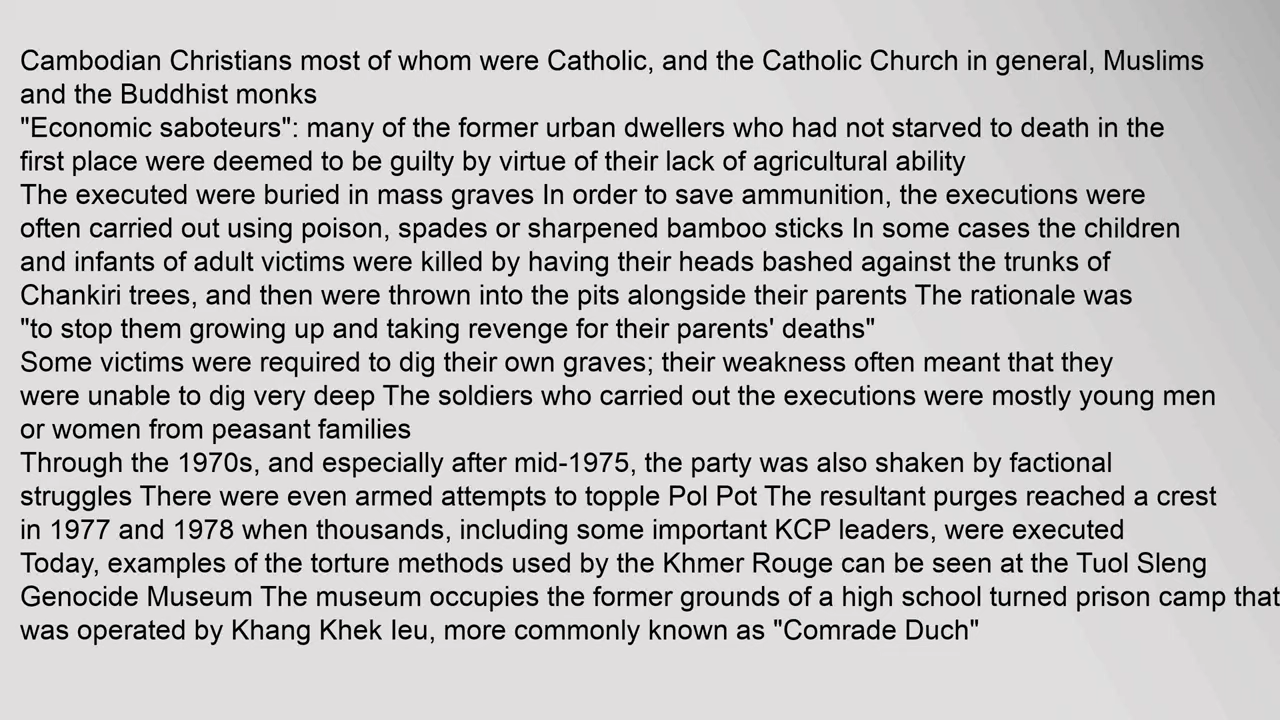 Cambodian Christians most of whom were Catholic, and the Catholic Church in general, Muslims
and the Buddhist monks
"Economic saboteurs": many of the former urban dwellers who had not starved to death in the
first place were deemed to be guilty by virtue of their lack of agricultural ability
The executed were buried in mass graves In order to save ammunition, the executions were
often carried out using poison, spades or sharpened bamboo sticks In some cases the children
and infants of adult victims were killed by having their heads bashed against the trunks of
Chankiri trees, and then were thrown into the pits alongside their parents The rationale was
"to stop them growing up and taking revenge for their parents' deaths"
Some victims were required to dig their own graves; their weakness often meant that they
were unable to dig very deep The soldiers who carried out the executions were mostly young men
or women from peasant families
Through the 1970s, and especially after mid-1975, the party was also shaken by factional
struggles There were even armed attempts to topple Pol Pot The resultant purges reached a crest
in 1977 and 1978 when thousands, including some important KCP leaders, were executed
Today, examples of the torture methods used by the Khmer Rouge can be seen at the Tuol Sleng
Genocide Museum The museum occupies the former grounds of a high school turned prison camp that
was operated by Khang Khek Ieu, more commonly known as "Comrade Duch"